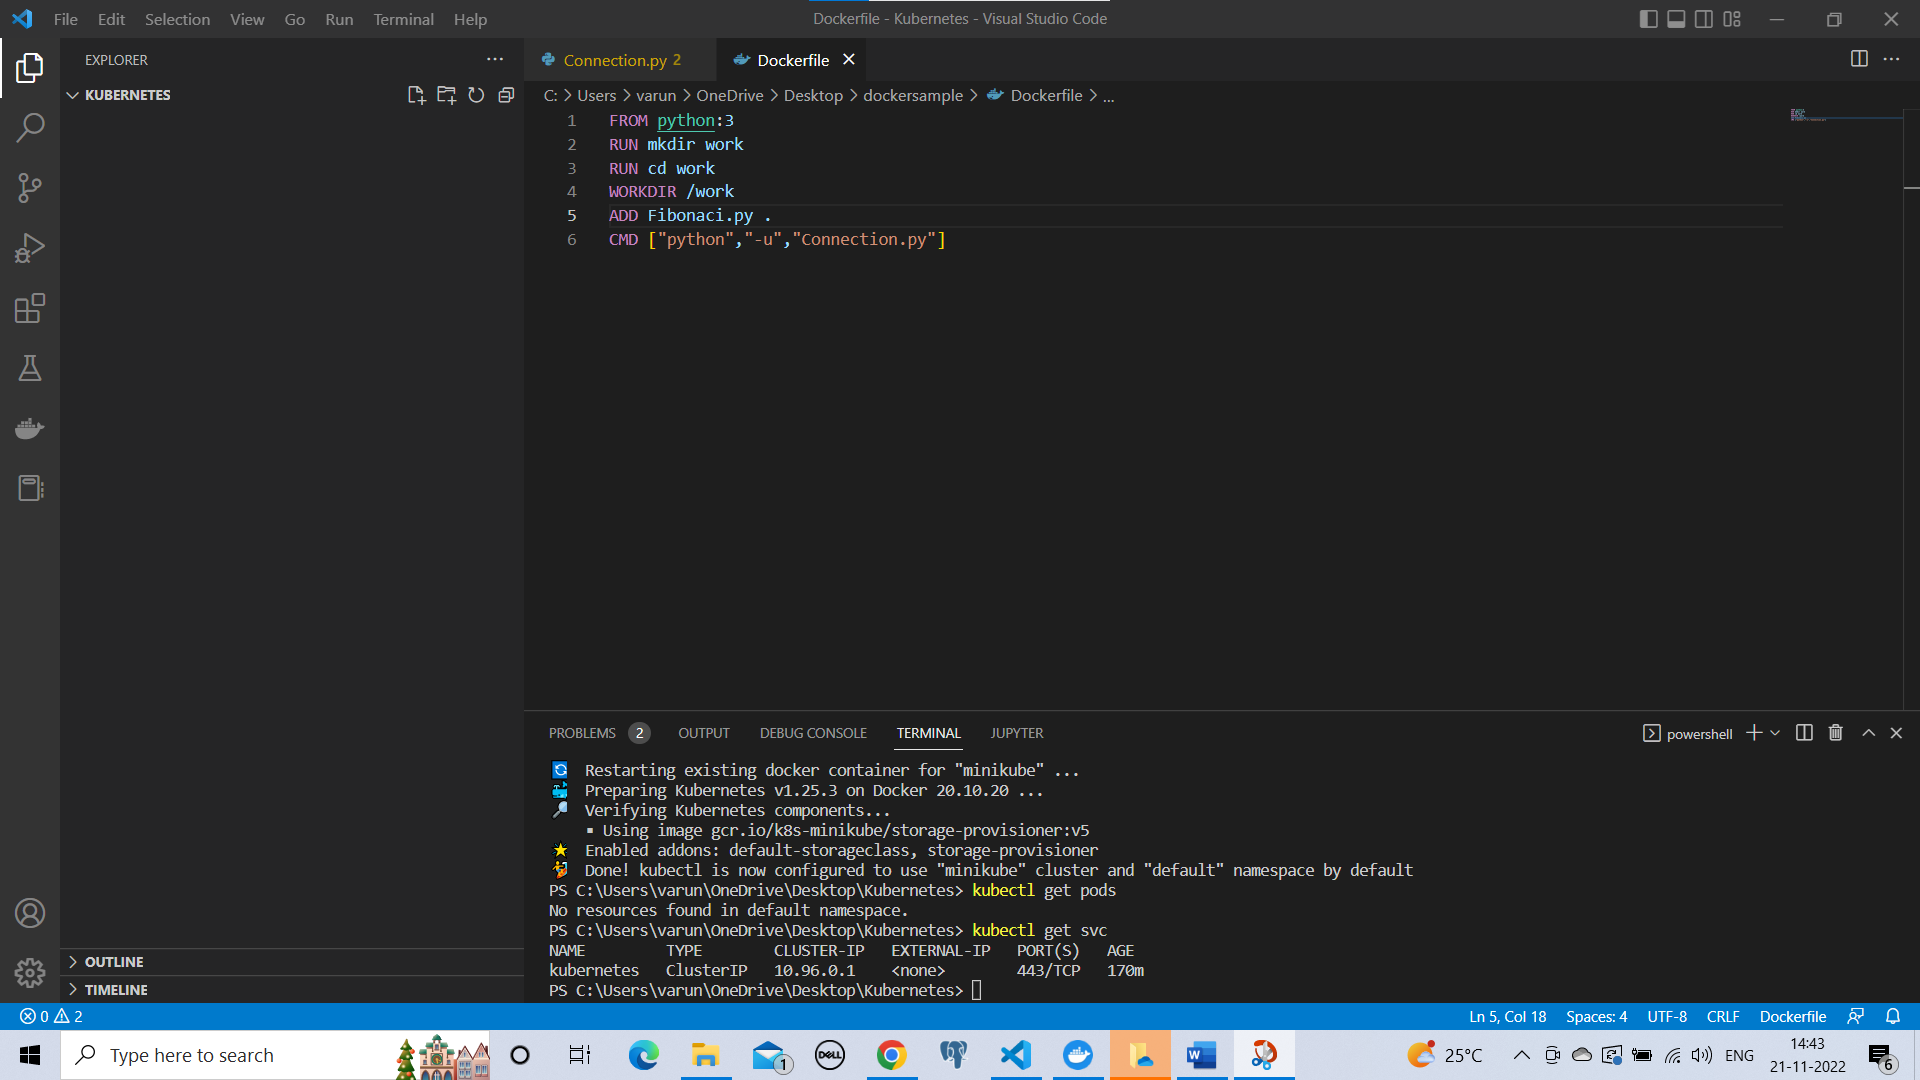 File Edit Selection View Go Run Terminal Help
Dockerfile - Kubernetes - Visual Studio Code
EXPLORER
KUBERNETES
OUTLINE
TIMELINE
Connection.py 2
Dockerfile
C: > Users > varun > OneDrive > Desktop > dockersample > Dockerfile > ...
1 FROM python:3
2 RUN mkdir work
3 RUN cd work
4 WORKDIR /work
5 ADD Fibonaci.py .
6 CMD ["python","-u","Connection.py"]
PROBLEMS 2 OUTPUT DEBUG CONSOLE TERMINAL JUPYTER
powershell
Restarting existing docker container for "minikube" ...
Preparing Kubernetes v1.25.3 on Docker 20.10.20 ...
Verifying Kubernetes components...
▪ Using image gcr.io/k8s-minikube/storage-provisioner:v5
Enabled addons: default-storageclass, storage-provisioner
Done! kubectl is now configured to use "minikube" cluster and "default" namespace by default
PS C:\Users\varun\OneDrive\Desktop\Kubernetes> kubectl get pods
No resources found in default namespace.
PS C:\Users\varun\OneDrive\Desktop\Kubernetes> kubectl get svc
NAME TYPE CLUSTER-IP EXTERNAL-IP PORT(S) AGE
kubernetes ClusterIP 10.96.0.1 <none> 443/TCP 170m
PS C:\Users\varun\OneDrive\Desktop\Kubernetes>
0 2
Ln 5, Col 18 Spaces: 4 UTF-8 CRLF Dockerfile
Type here to search
1
DELL
W
25°C
ENG
14:43
21-11-2022
6